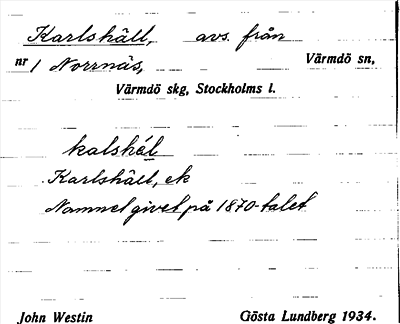 Karlshäll, avs. från
nr 1 Norrnäs, Värmdö sn,
Värmdö skg, Stockholms l.
kalshé̱l
Karlshäll, ek
Namnet givet på 1870-talet
John Westin Gösta Lundberg 1934.